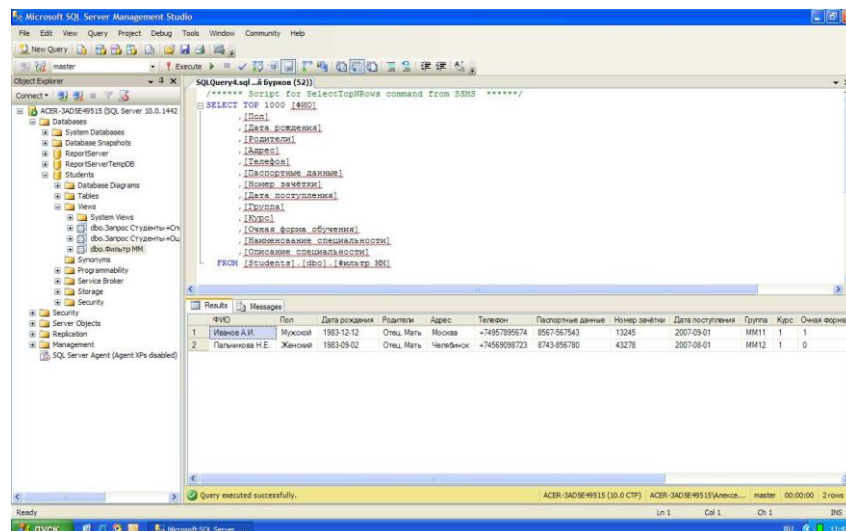 Microsoft SQL Server Management Studio
File Edit View Query Project Debug Tools Window Community Help
New Query
master Execute
Object Explorer
SQLQuery4.sql ...й Бурков (52))
Connect
ACER-3AD5E49515 (SQL Server 10.0.1442
Databases
System Databases
Database Snapshots
ReportServer
ReportServerTempDB
Students
Database Diagrams
Tables
Views
System Views
dbo.Запрос Студенты+Сп
dbo.Запрос Студенты+Оц
dbo.Фильтр ММ
Synonyms
Programmability
Service Broker
Storage
Security
Security
Server Objects
Replication
Management
SQL Server Agent (Agent XPs disabled)
/****** Script for SelectTopNRows command from SSMS ******/
SELECT TOP 1000 [ФИО]
,[Пол]
,[Дата рождения]
,[Родители]
,[Адрес]
,[Телефон]
,[Паспортные данные]
,[Номер зачётки]
,[Дата поступления]
,[Группа]
,[Курс]
,[Очная форма обучения]
,[Наименование специальности]
,[Описание специальности]
FROM [Students].[dbo].[Фильтр ММ]
Results Messages
ФИО Пол Дата рождения Родители Адрес Телефон Паспортные данные Номер зачётки Дата поступления Группа Курс Очная форма
1 Иванов А.И. Мужской 1983-12-12 Отец, Мать Москва +74957895674 8567-567543 13245 2007-09-01 ММ11 1 1
2 Пальчикова Н.Е. Женский 1983-09-02 Отец, Мать Челябинск +74569098723 8743-856780 43278 2007-08-01 ММ12 1 0
Query executed successfully.
ACER-3AD5E49515 (10.0 CTP) ACER-3AD5E49515\Алексе... master 00:00:00 2 rows
Ready Ln 1 Col 1 Ch 1 INS
пуск Microsoft SQL Server ... RU